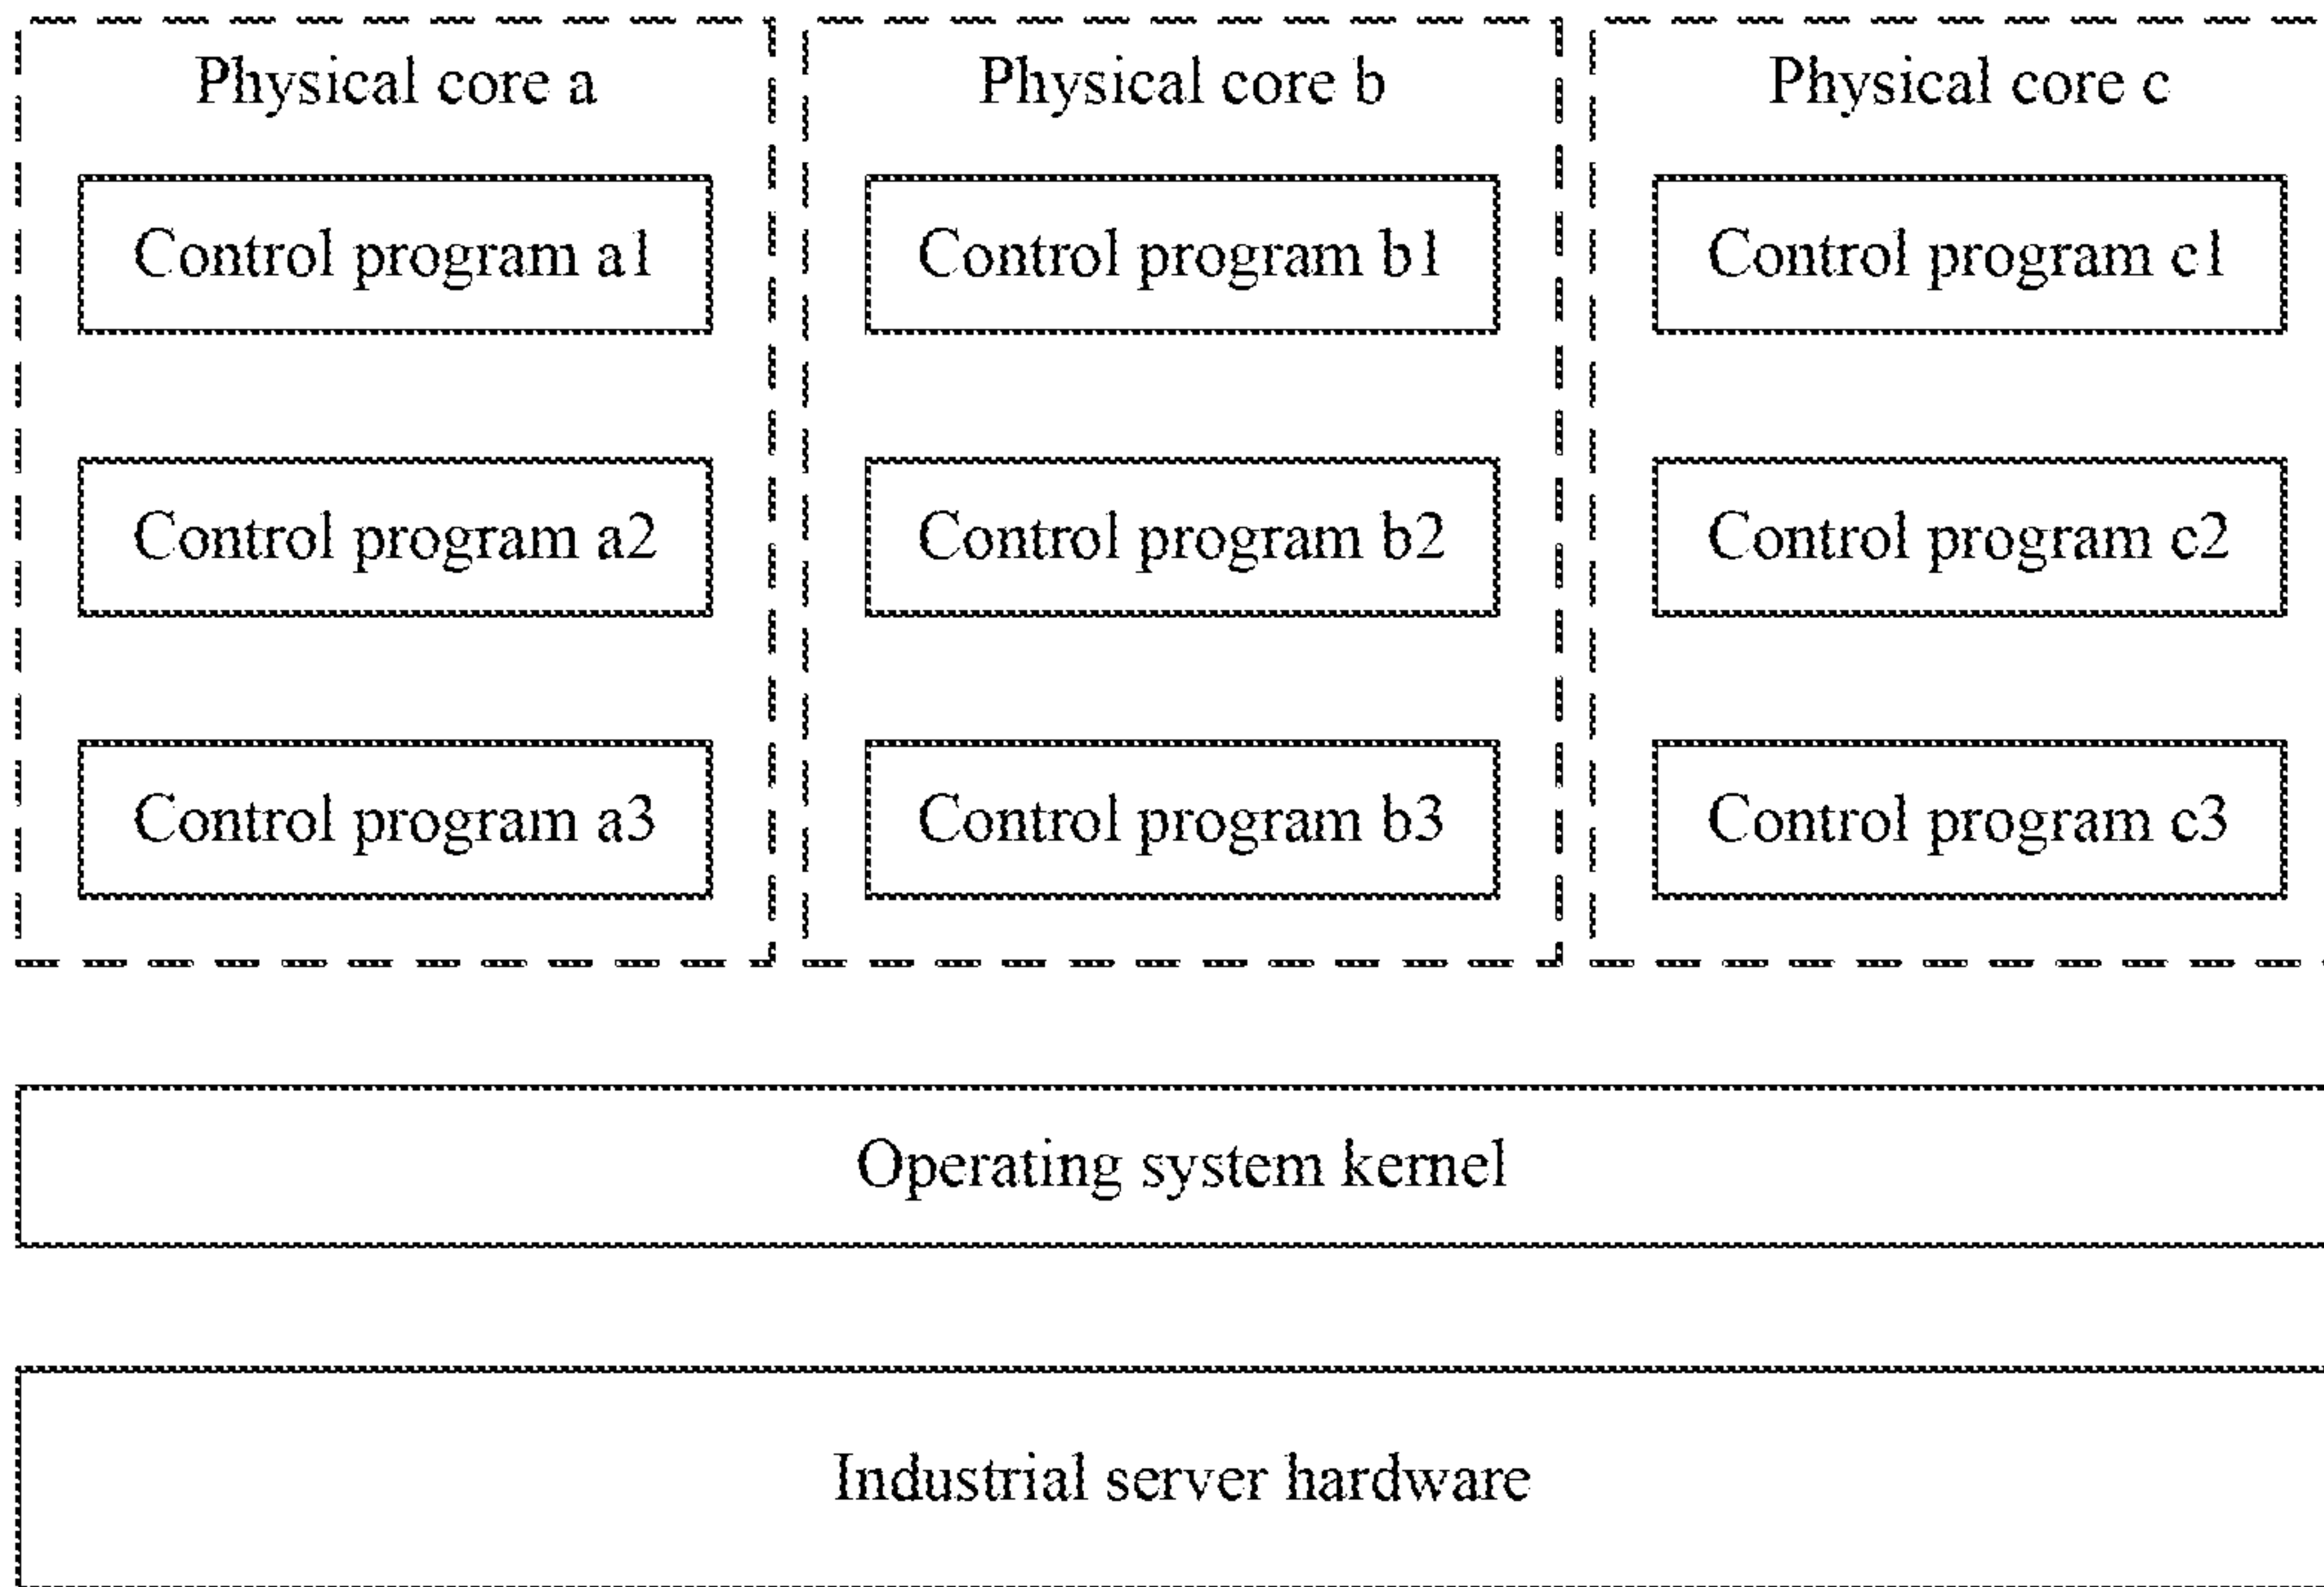 Physical core a
Physical core b
Physical core c
Control program a1
Control program b1
Control program c1
Control program a2
Control program b2
Control program c2
Control program a3
Control program b3
Control program c3
Operating system kernel
Industrial server hardware